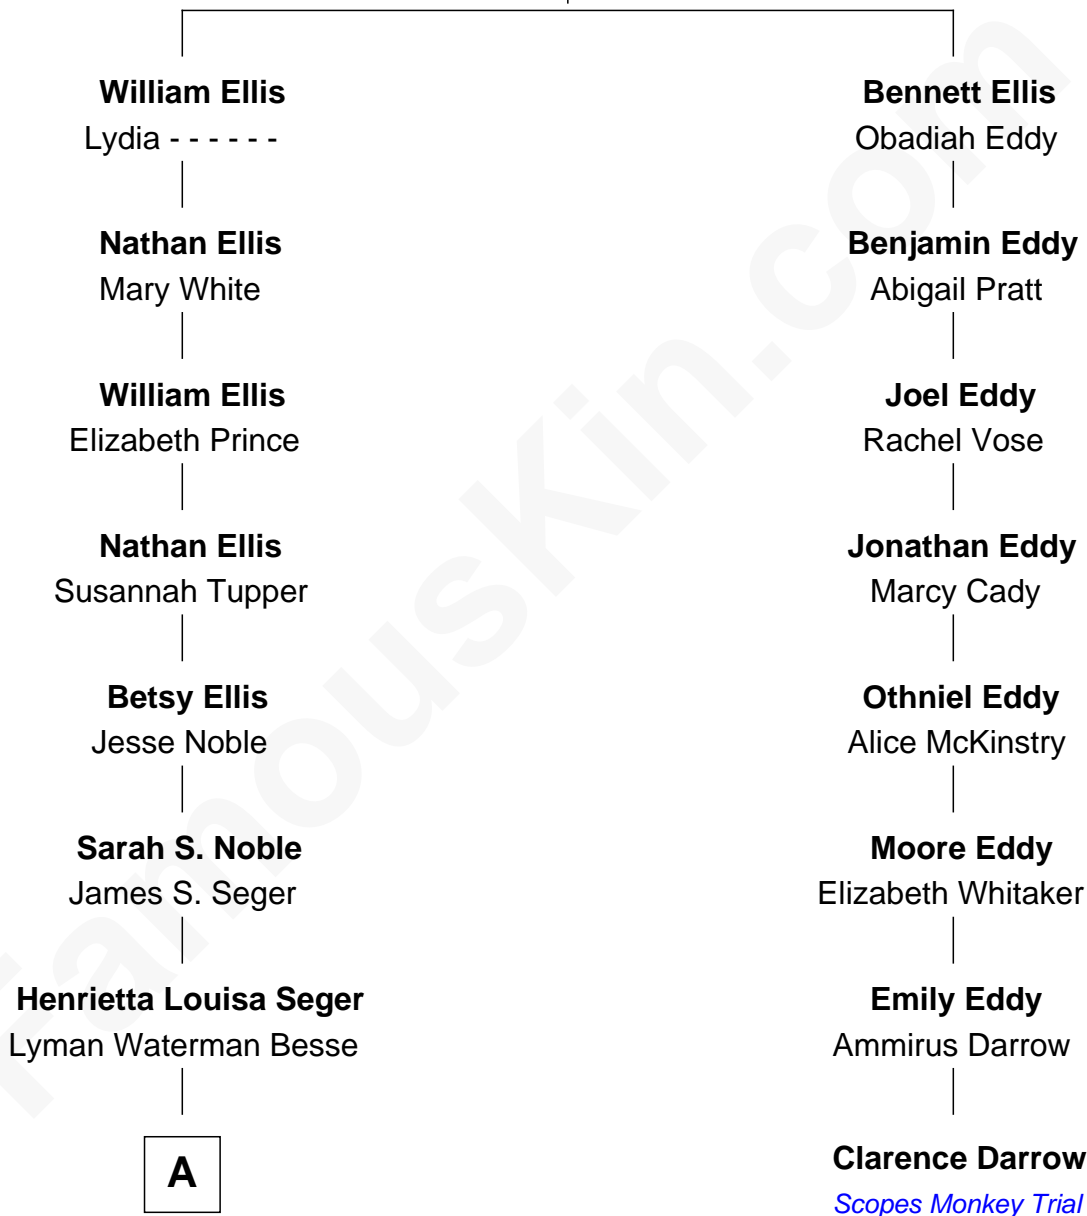 William Ellis
Lydia - - - - - -
Nathan Ellis
Mary White
William Ellis
Elizabeth Prince
Nathan Ellis
Susannah Tupper
Betsy Ellis
Jesse Noble
Sarah S. Noble
James S. Seger
Henrietta Louisa Seger
Lyman Waterman Besse
A
Bennett Ellis
Obadiah Eddy
Benjamin Eddy
Abigail Pratt
Joel Eddy
Rachel Vose
Jonathan Eddy
Marcy Cady
Othniel Eddy
Alice McKinstry
Moore Eddy
Elizabeth Whitaker
Emily Eddy
Ammirus Darrow
Clarence Darrow
Scopes Monkey Trial
FamousKin.com